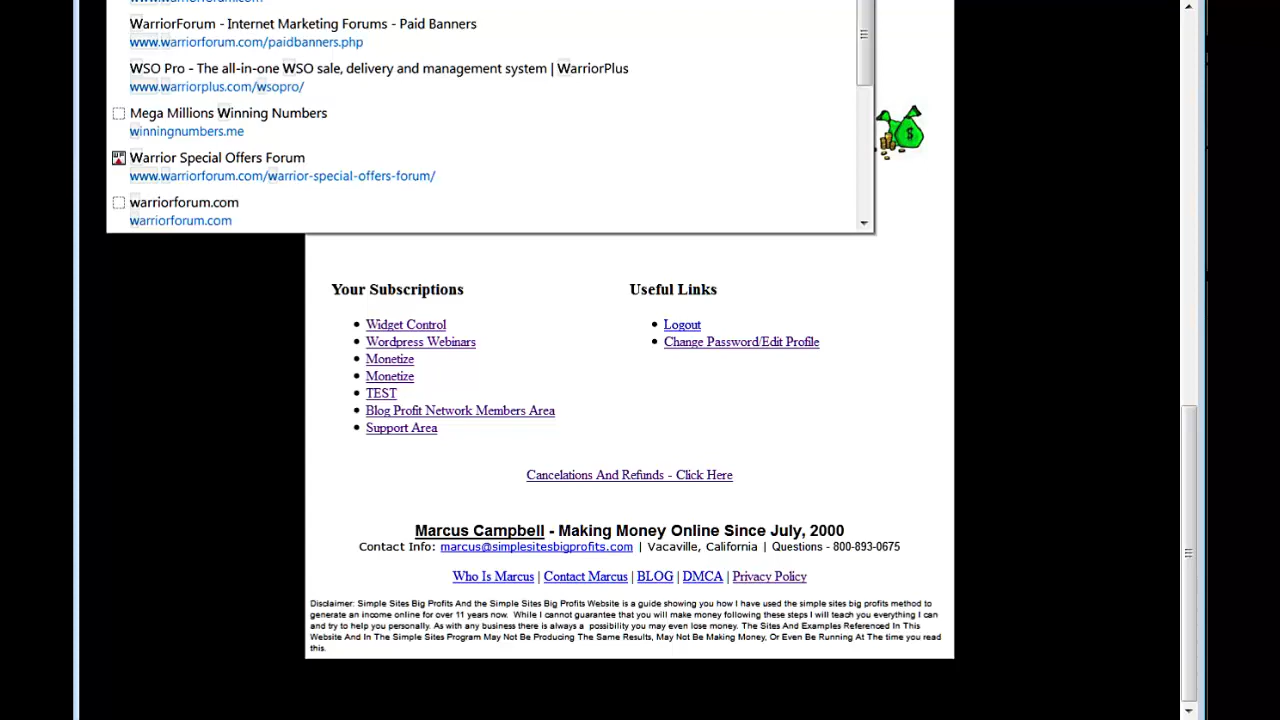 WarriorForum - Internet Marketing Forums - Paid Banners
www.warriorforum.com/paidbanners.php
WSO Pro - The all-in-one WSO sale, delivery and management system | WarriorPlus
www.warriorplus.com/wsopro/
Mega Millions Winning Numbers
winningnumbers.me
Warrior Special Offers Forum
www.warriorforum.com/warrior-special-offers-forum/
warriorforum.com
warriorforum.com
Your Subscriptions
Widget Control
Wordpress Webinars
Monetize
Monetize
TEST
Blog Profit Network Members Area
Support Area
Useful Links
Logout
Change Password/Edit Profile
Cancelations And Refunds - Click Here
Marcus Campbell - Making Money Online Since July, 2000
Contact Info: marcus@simplesitesbigprofits.com | Vacaville, California | Questions - 800-893-0675
Who Is Marcus | Contact Marcus | BLOG | DMCA | Privacy Policy
Disclaimer: Simple Sites Big Profits And the Simple Sites Big Profits Website is a guide showing you how I have used the simple sites big profits method to
generate an income online for over 11 years now. While I cannot guarantee that you will make money following these steps I will teach you everything I can
and try to help you personally. As with any business there is always a possibility you may even lose money. The Sites And Examples Referenced In This
Website And In The Simple Sites Program May Not Be Producing The Same Results, May Not Be Making Money, Or Even Be Running At The time you read
this.